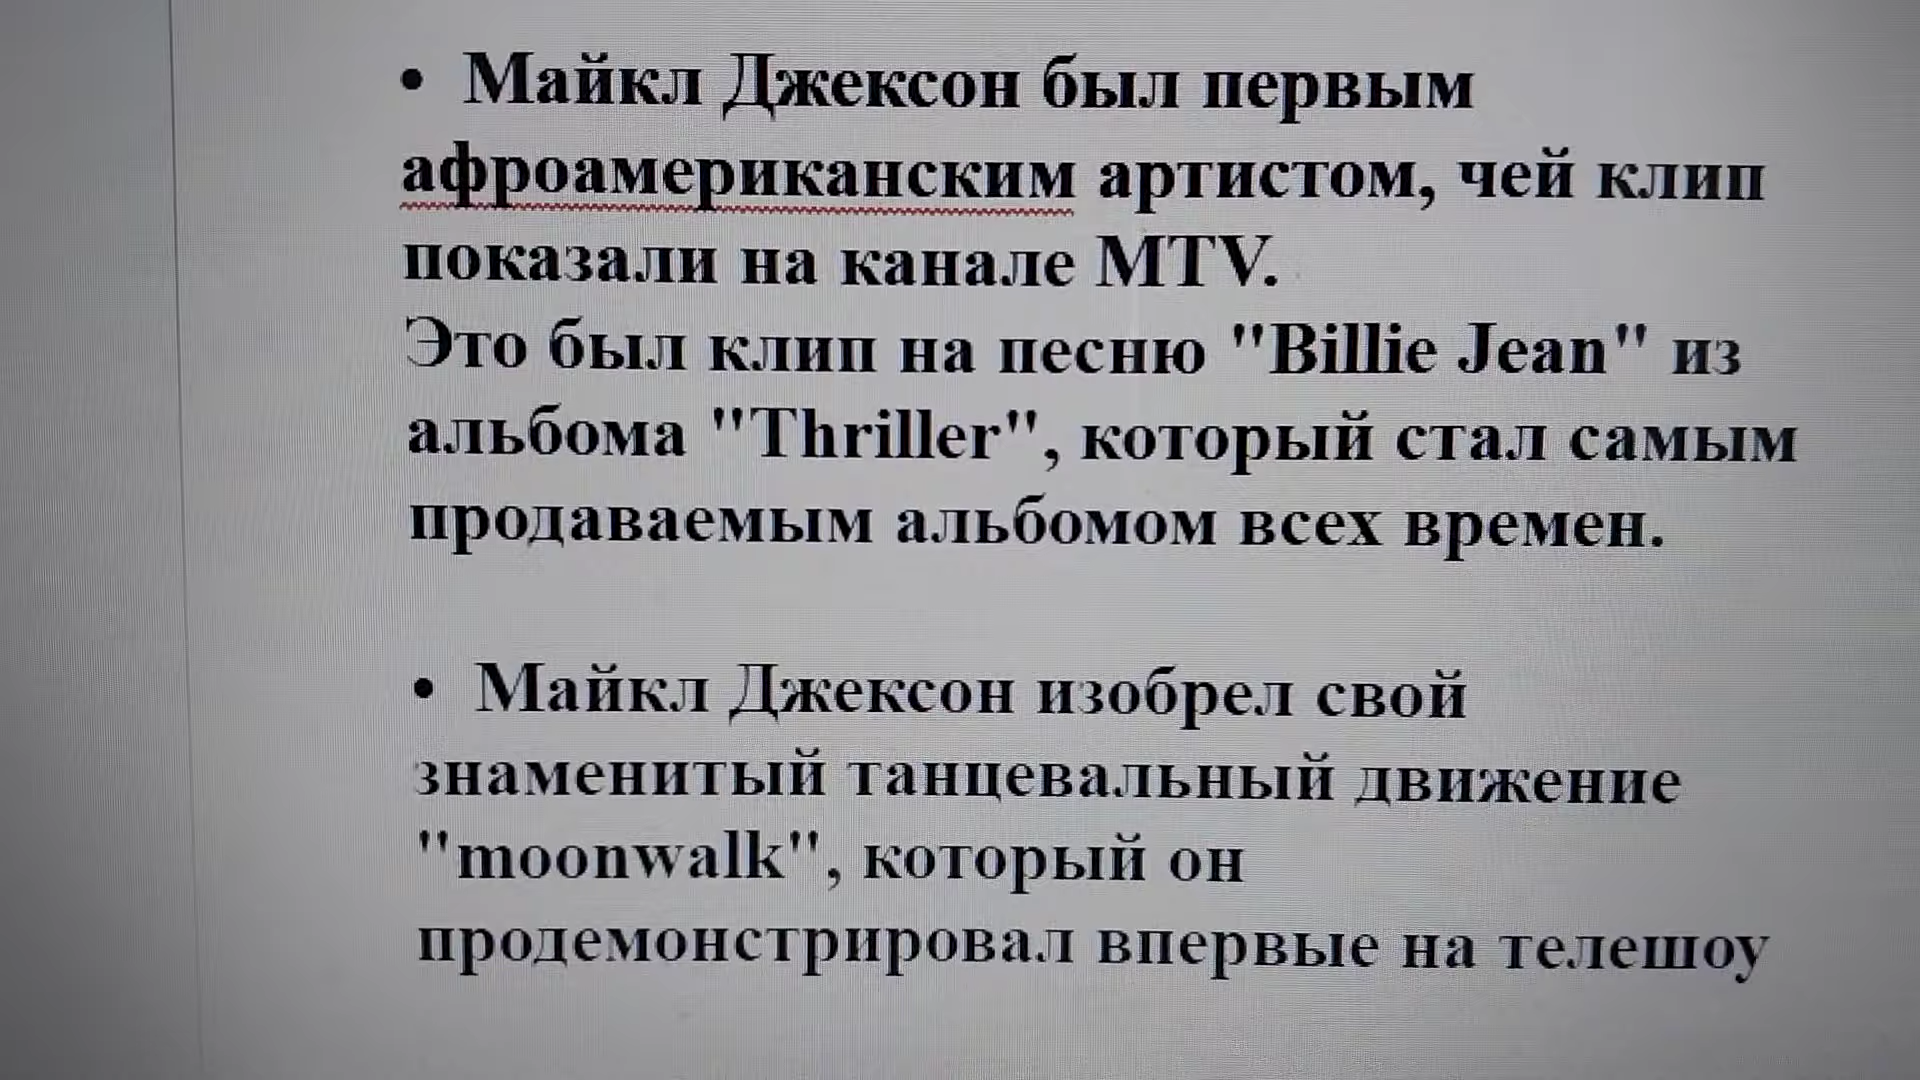 • Майкл Джексон был первым
афроамериканским артистом, чей клип
показали на канале MTV.
Это был клип на песню "Billie Jean" из
альбома "Thriller", который стал самым
продаваемым альбомом всех времен.
• Майкл Джексон изобрел свой
знаменитый танцевальный движение
"moonwalk", который он
продемонстрировал впервые на телешоу